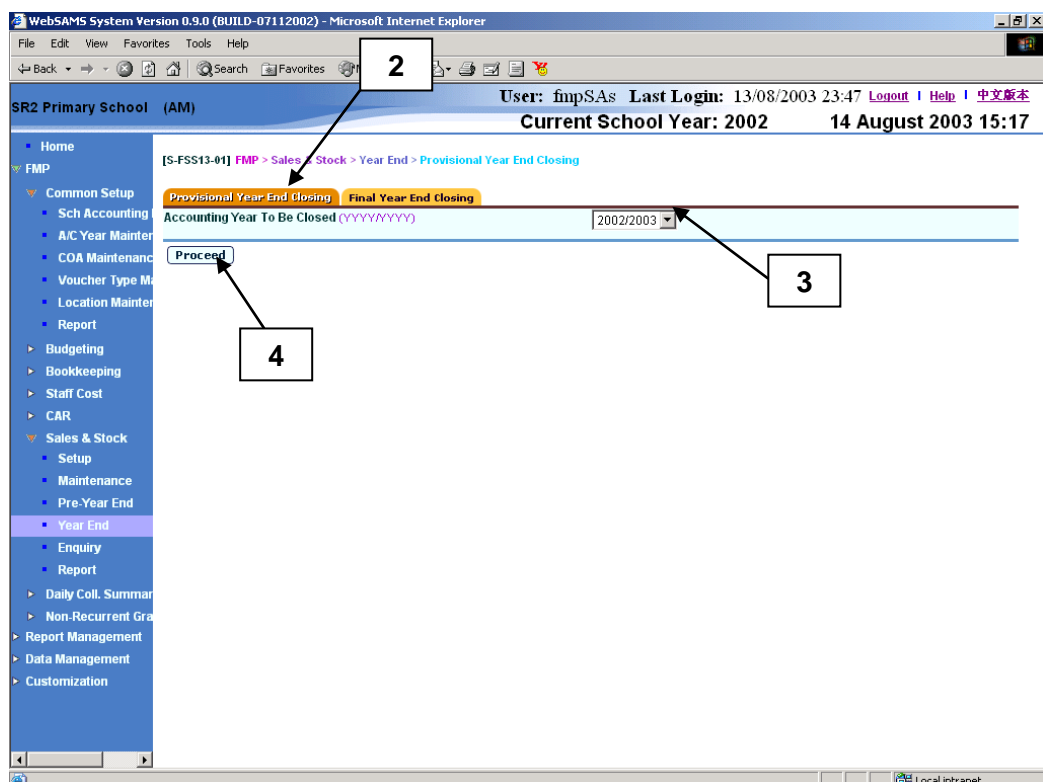 WebSAMS System Version 0.9.0 (BUILD-07112002) - Microsoft Internet Explorer
File Edit View Favorites Tools Help
Back Search Favorites
2
SR2 Primary School (AM)
User: fmpSAs Last Login: 13/08/2003 23:47 Logout | Help | 中文版本
Current School Year: 2002 14 August 2003 15:17
Home
FMP
Common Setup
Sch Accounting
A/C Year Mainter
COA Maintenanc
Voucher Type Ma
Location Mainter
Report
Budgeting
Bookkeeping
Staff Cost
CAR
Sales & Stock
Setup
Maintenance
Pre-Year End
Year End
Enquiry
Report
Daily Coll. Summar
Non-Recurrent Gra
Report Management
Data Management
Customization
[S-FSS13-01] FMP > Sales & Stock > Year End > Provisional Year End Closing
Provisional Year End Closing Final Year End Closing
Accounting Year To Be Closed (YYYY/YYYY) 2002/2003
Proceed
3
4
Local intranet